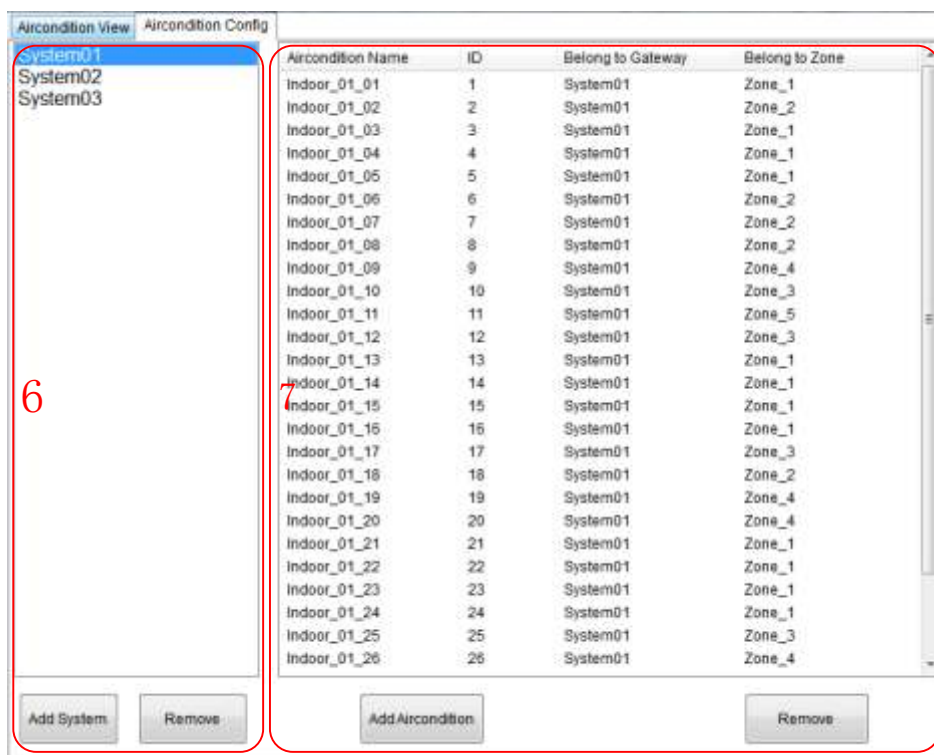 Aircondition View Aircondition Config
System01
System02
System03
Aircondition Name ID Belong to Gateway Belong to Zone
Indoor_01_01 1 System01 Zone_1
Indoor_01_02 2 System01 Zone_2
Indoor_01_03 3 System01 Zone_1
Indoor_01_04 4 System01 Zone_1
Indoor_01_05 5 System01 Zone_1
Indoor_01_06 6 System01 Zone_2
Indoor_01_07 7 System01 Zone_2
Indoor_01_08 8 System01 Zone_2
Indoor_01_09 9 System01 Zone_4
Indoor_01_10 10 System01 Zone_3
Indoor_01_11 11 System01 Zone_5
Indoor_01_12 12 System01 Zone_3
Indoor_01_13 13 System01 Zone_1
Indoor_01_14 14 System01 Zone_1
Indoor_01_15 15 System01 Zone_1
Indoor_01_16 16 System01 Zone_1
Indoor_01_17 17 System01 Zone_3
Indoor_01_18 18 System01 Zone_2
Indoor_01_19 19 System01 Zone_4
Indoor_01_20 20 System01 Zone_4
Indoor_01_21 21 System01 Zone_1
Indoor_01_22 22 System01 Zone_1
Indoor_01_23 23 System01 Zone_1
Indoor_01_24 24 System01 Zone_1
Indoor_01_25 25 System01 Zone_3
Indoor_01_26 26 System01 Zone_4
6
7
Add System Remove Add Aircondition Remove